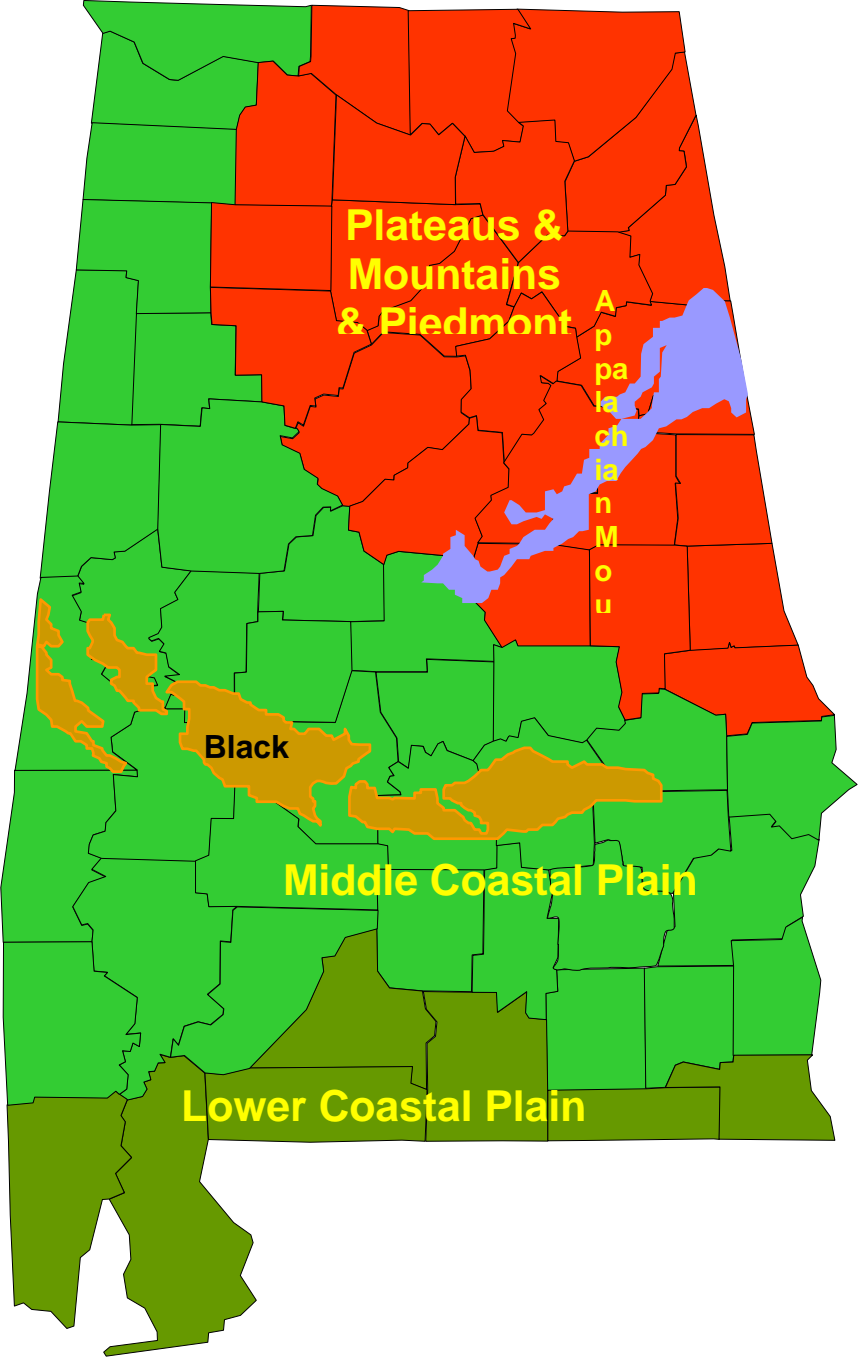 Plateaus &
Mountains
& Piedmont
A
p
pa
la
ch
ia
n
M
o
u
Black
Middle Coastal Plain
Lower Coastal Plain